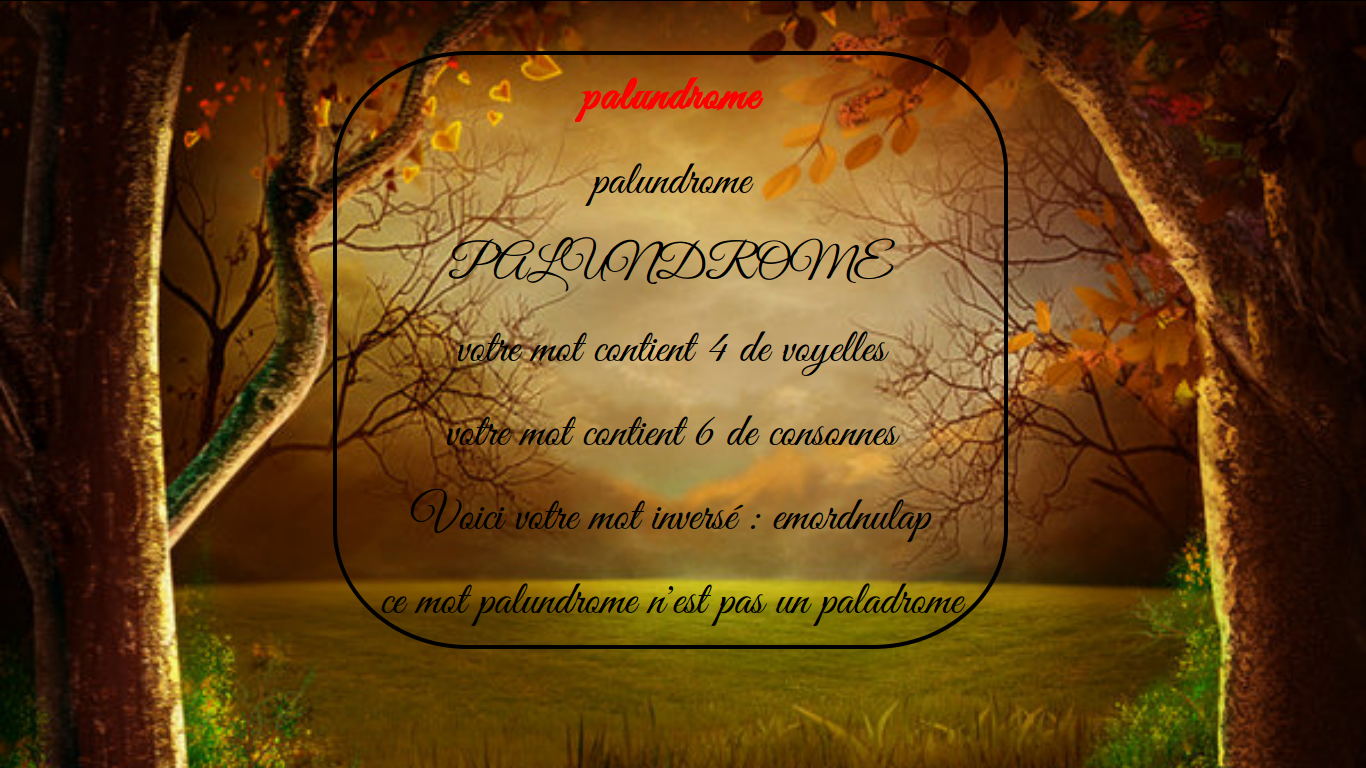 palundrome
palundrome
PALUNDROME
votre mot contient 4 de voyelles
votre mot contient 6 de consonnes
Voici votre mot inversé : emordnulap
ce mot palundrome n'est pas un paladrome